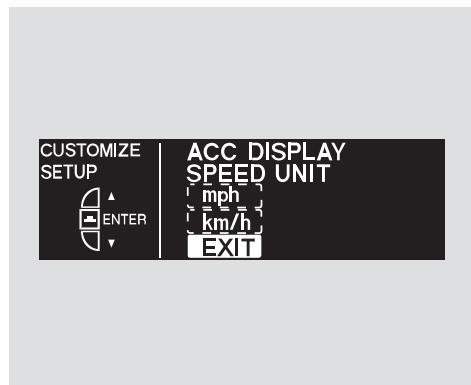 CUSTOMIZE
SETUP
ENTER
ACC DISPLAY
SPEED UNIT
mph
km/h
EXIT